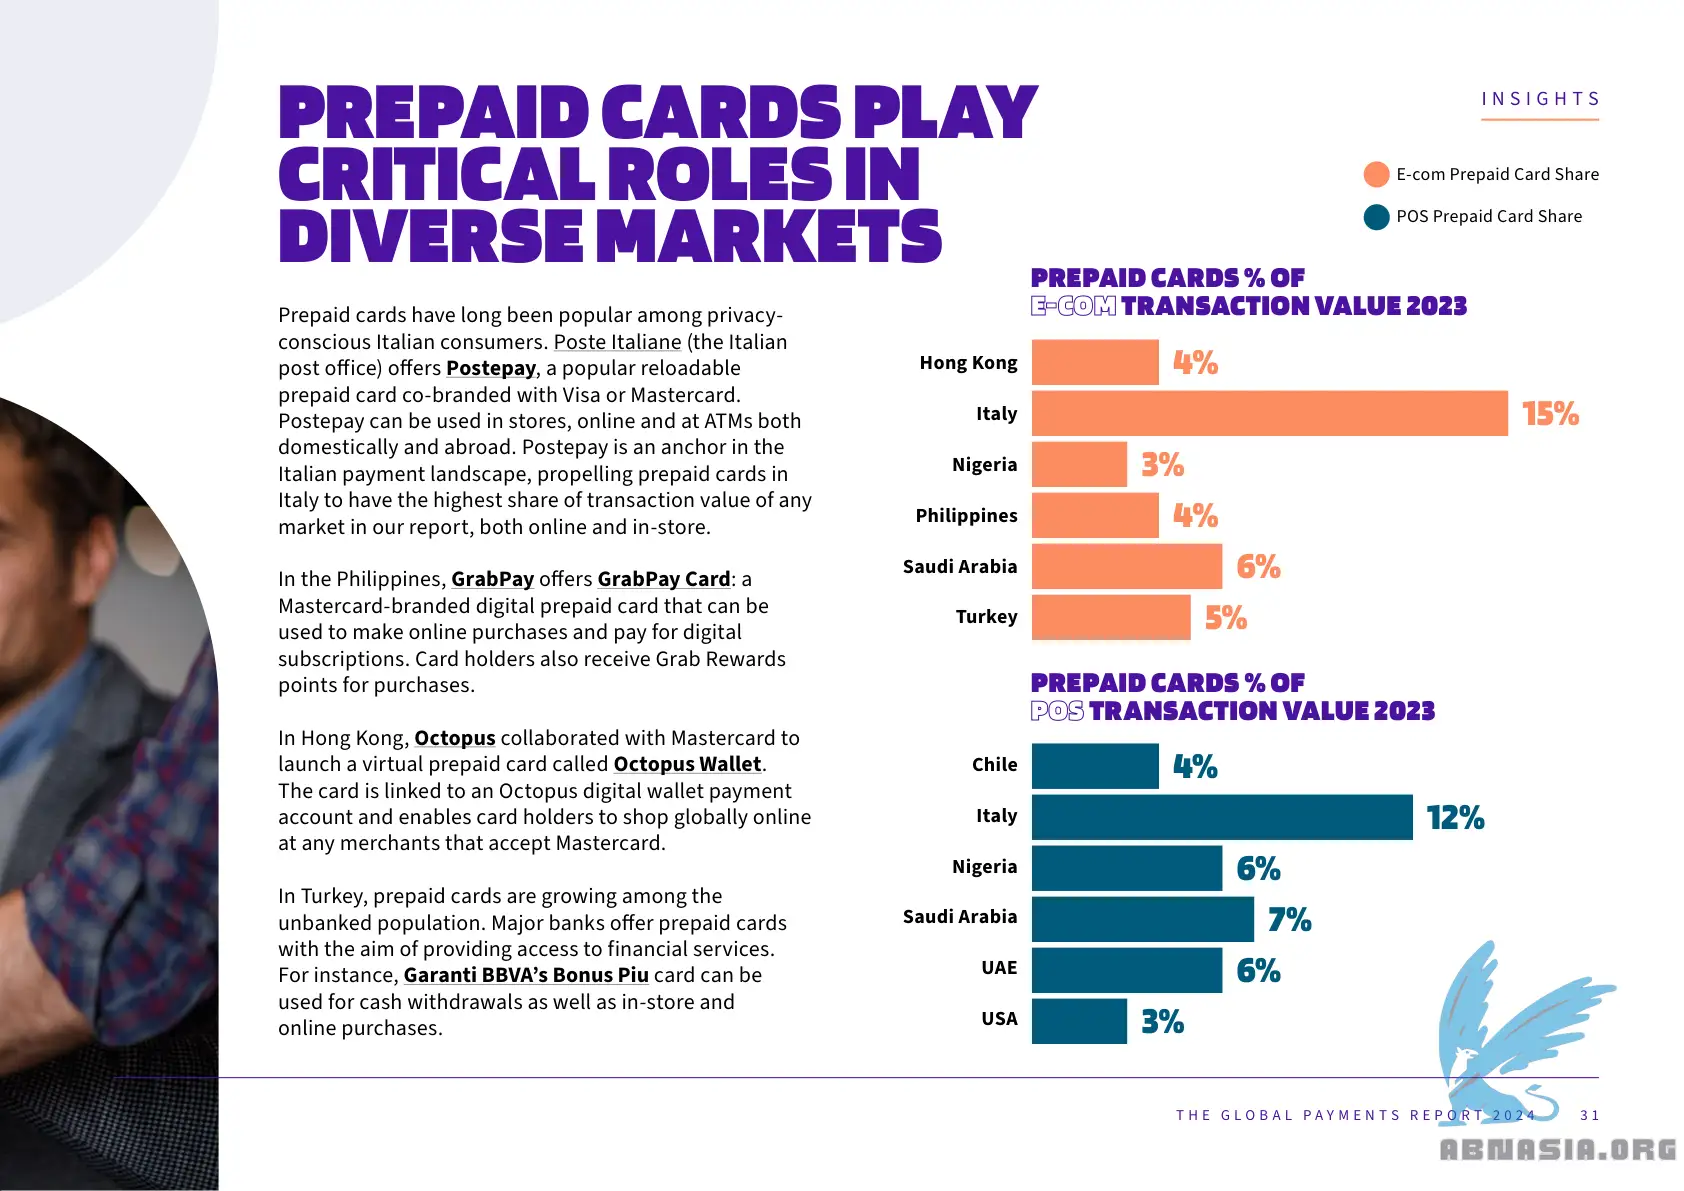 PREPAID CARDS PLAY
CRITICAL ROLES IN
DIVERSE MARKETS
Prepaid cards have long been popular among privacy-
conscious Italian consumers. Poste Italiane (the Italian
post office) offers Postepay, a popular reloadable
prepaid card co-branded with Visa or Mastercard.
Postepay can be used in stores, online and at ATMs both
domestically and abroad. Postepay is an anchor in the
Italian payment landscape, propelling prepaid cards in
Italy to have the highest share of transaction value of any
market in our report, both online and in-store.
In the Philippines, GrabPay offers GrabPay Card: a
Mastercard-branded digital prepaid card that can be
used to make online purchases and pay for digital
subscriptions. Card holders also receive Grab Rewards
points for purchases.
In Hong Kong, Octopus collaborated with Mastercard to
launch a virtual prepaid card called Octopus Wallet.
The card is linked to an Octopus digital wallet payment
account and enables card holders to shop globally online
at any merchants that accept Mastercard.
In Turkey, prepaid cards are growing among the
unbanked population. Major banks offer prepaid cards
with the aim of providing access to financial services.
For instance, Garanti BBVA’s Bonus Piu card can be
used for cash withdrawals as well as in-store and
online purchases.
INSIGHTS
E-com Prepaid Card Share
POS Prepaid Card Share
PREPAID CARDS % OF
E-COM TRANSACTION VALUE 2023
Hong Kong 4%
Italy 15%
Nigeria 3%
Philippines 4%
Saudi Arabia 6%
Turkey 5%
PREPAID CARDS % OF
POS TRANSACTION VALUE 2023
Chile 4%
Italy 12%
Nigeria 6%
Saudi Arabia 7%
UAE 6%
USA 3%
THE GLOBAL PAYMENTS REPORT 2024 31
ABNASIA.ORG